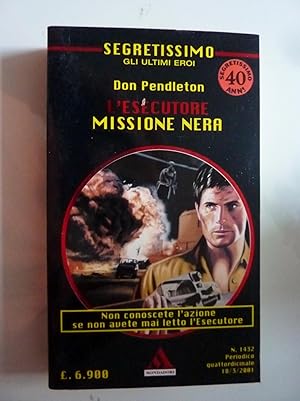 SEGRETISSIMO
GLI ULTIMI EROI
SEGRETISSIMO
40
ANNI
Don Pendleton
L'ESECUTORE
MISSIONE NERA
Non conoscete l'azione
se non avete mai letto l'Esecutore
N. 1432
Periodico
quattordicinale
10/5/2001
£. 6.900
MONDADORI